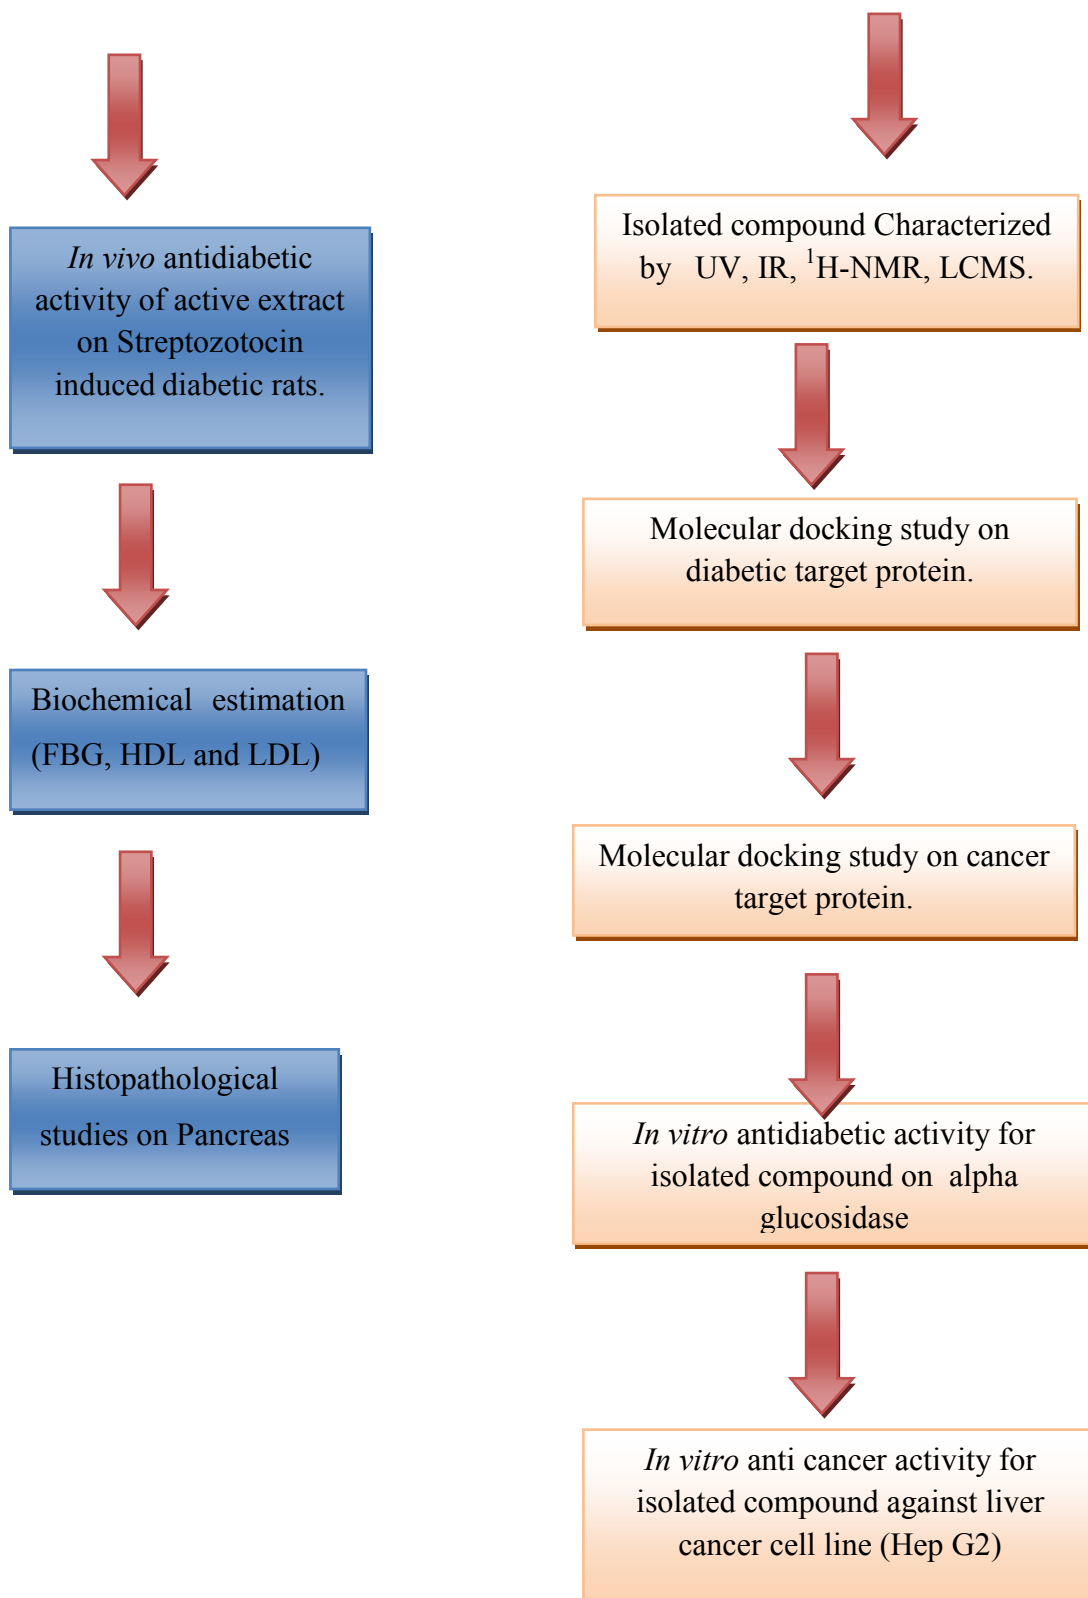 In vivo antidiabetic
activity of active extract
on Streptozotocin
induced diabetic rats.
Biochemical estimation
(FBG, HDL and LDL)
Histopathological
studies on Pancreas
Isolated compound Characterized
by UV, IR, ¹H-NMR, LCMS.
Molecular docking study on
diabetic target protein.
Molecular docking study on cancer
target protein.
In vitro antidiabetic activity for
isolated compound on alpha
glucosidase
In vitro anti cancer activity for
isolated compound against liver
cancer cell line (Hep G2)